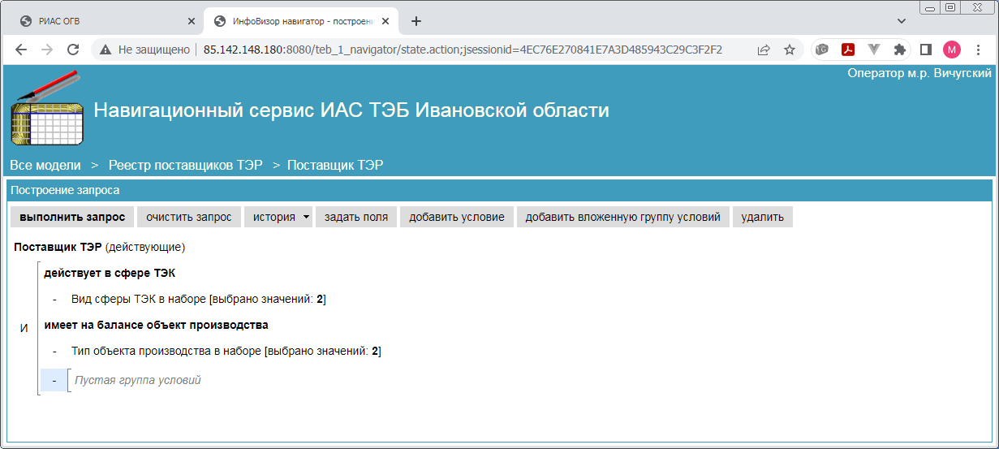 РИАС ОГВ
ИнфоВизор навигатор - построени
Не защищено
85.142.148.180:8080/teb_1_navigator/state.action;jsessionid=4EC76E270841E7A3D485943C29C3F2F2
M
Оператор м.р. Вичугский
Навигационный сервис ИАС ТЭБ Ивановской области
Все модели > Реестр поставщиков ТЭР > Поставщик ТЭР
Построение запроса
выполнить запрос очистить запрос история задать поля добавить условие добавить вложенную группу условий удалить
Поставщик ТЭР (действующие)
действует в сфере ТЭК
- Вид сферы ТЭК в наборе [выбрано значений: 2]
И
имеет на балансе объект производства
- Тип объекта производства в наборе [выбрано значений: 2]
- Пустая группа условий